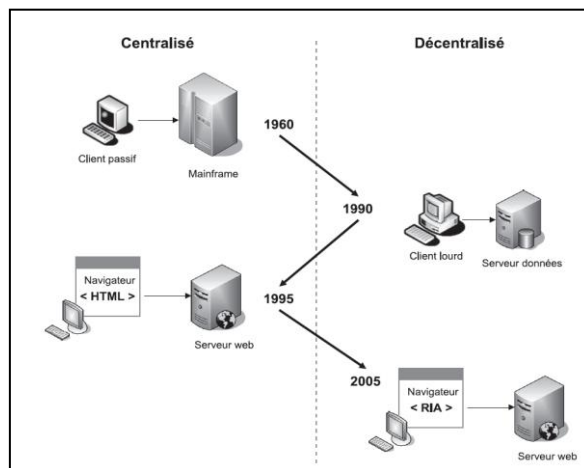 Centralisé
Décentralisé
1960
Client passif
Mainframe
1990
Client lourd
Serveur données
Navigateur
< HTML >
1995
Serveur web
2005
Navigateur
< RIA >
Serveur web